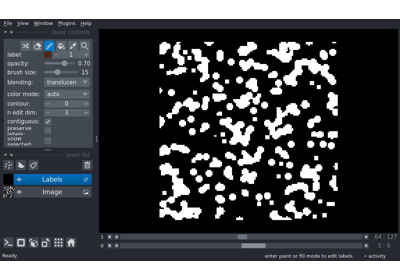 File View Window Plugins Help
layer controls
label: 1
opacity: 0.70
brush size: 15
blending: translucen
color mode: auto
contour: 0
n edit dim: 3
contiguous:
preserve labels:
show selected:
layer list
Labels
Image
1 64 127
0 5 9
Ready enter paint or fill mode to edit labels activity